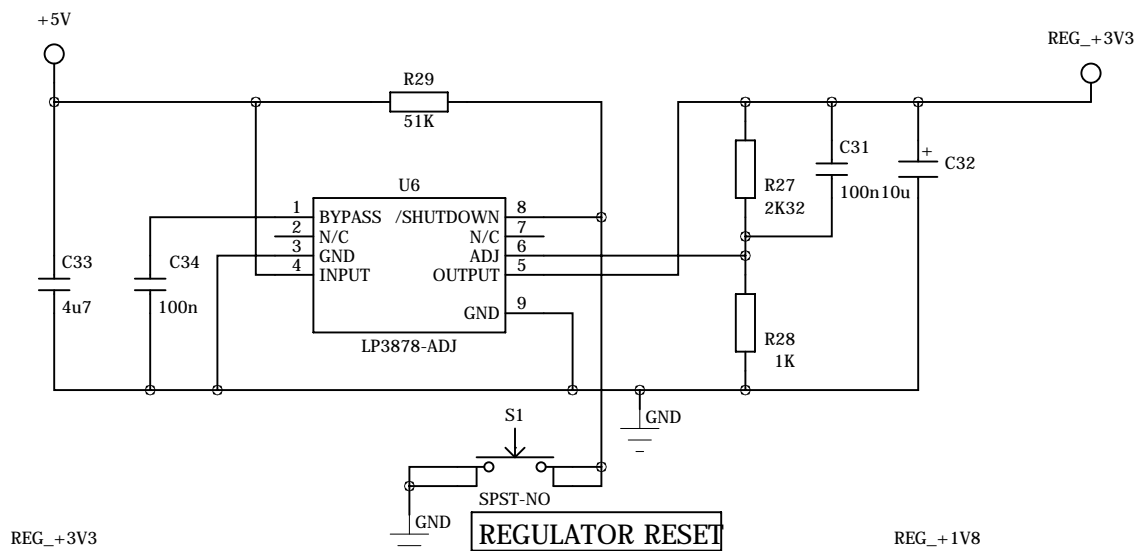 +5V
REG_+3V3
R29
51K
C31
C32
U6
R27
100n
10u
2K32
1
BYPASS
/SHUTDOWN
8
2
N/C
N/C
7
3
GND
ADJ
6
C33
C34
4
INPUT
OUTPUT
5
4u7
100n
GND
9
R28
LP3878-ADJ
1K
S1
GND
SPST-NO
GND
REGULATOR RESET
REG_+3V3
REG_+1V8